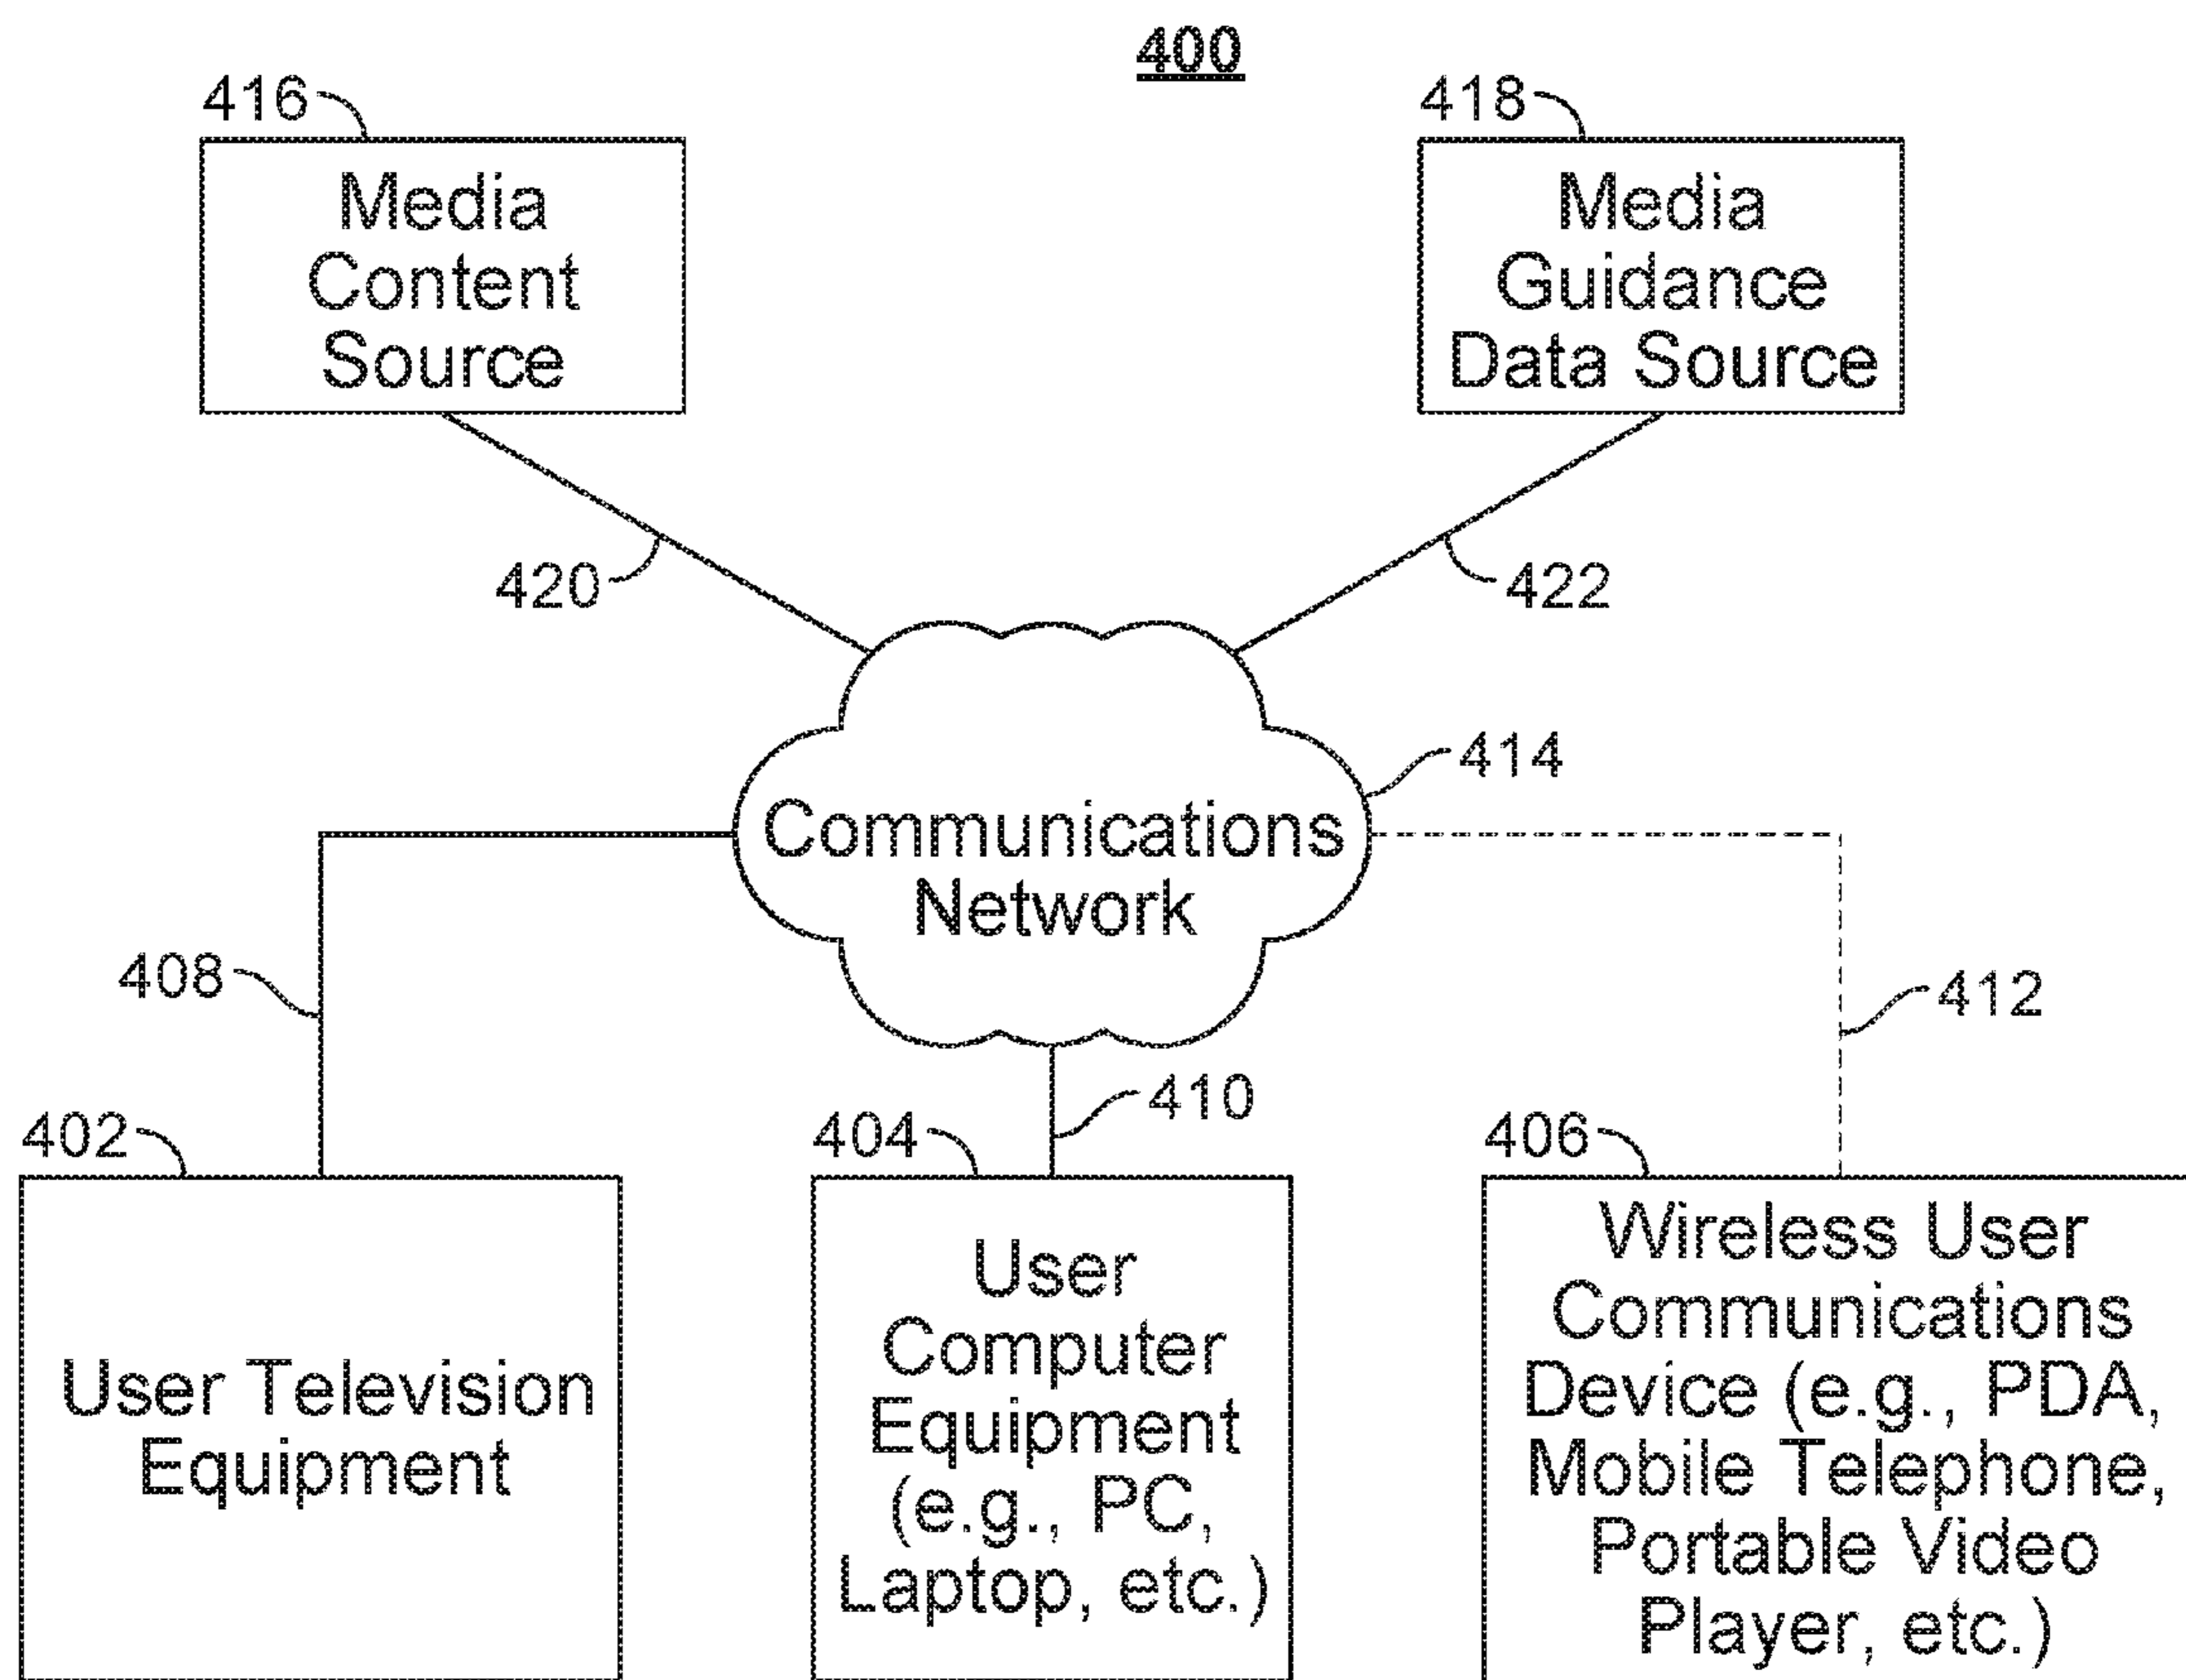 400
416
418
Media
Content
Source
Media
Guidance
Data Source
420
422
414
Communications
Network
408
412
410
402
404
406
User Television
Equipment
User
Computer
Equipment
(e.g., PC,
Laptop, etc.)
Wireless User
Communications
Device (e.g., PDA,
Mobile Telephone,
Portable Video
Player, etc.)